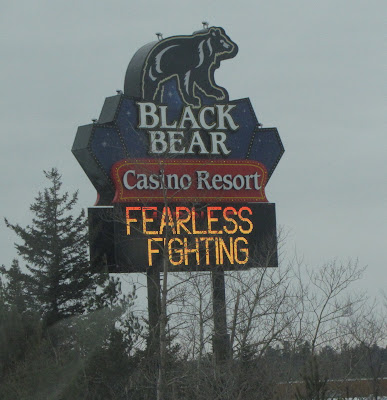 BLACK
BEAR
Casino Resort
FEARLESS
FIGHTING